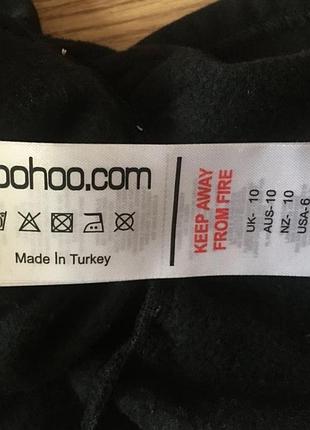 oohoo.com
Made In Turkey
KEEP AWAY
FROM FIRE
UK- 10
AUS-10
NZ- 10
USA-6